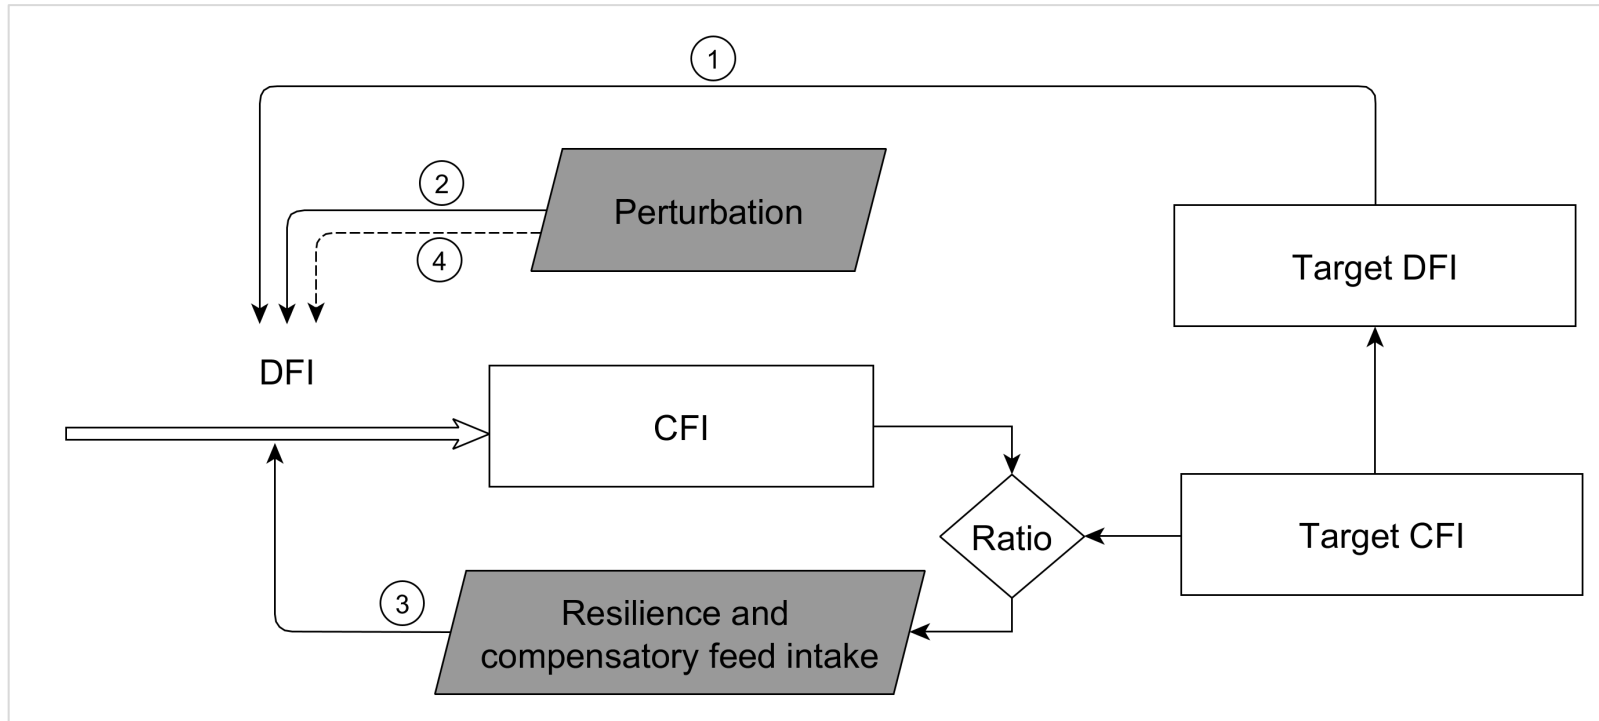 1
2
Perturbation
4
Target DFI
DFI
CFI
Ratio
Target CFI
3
Resilience and
compensatory feed intake